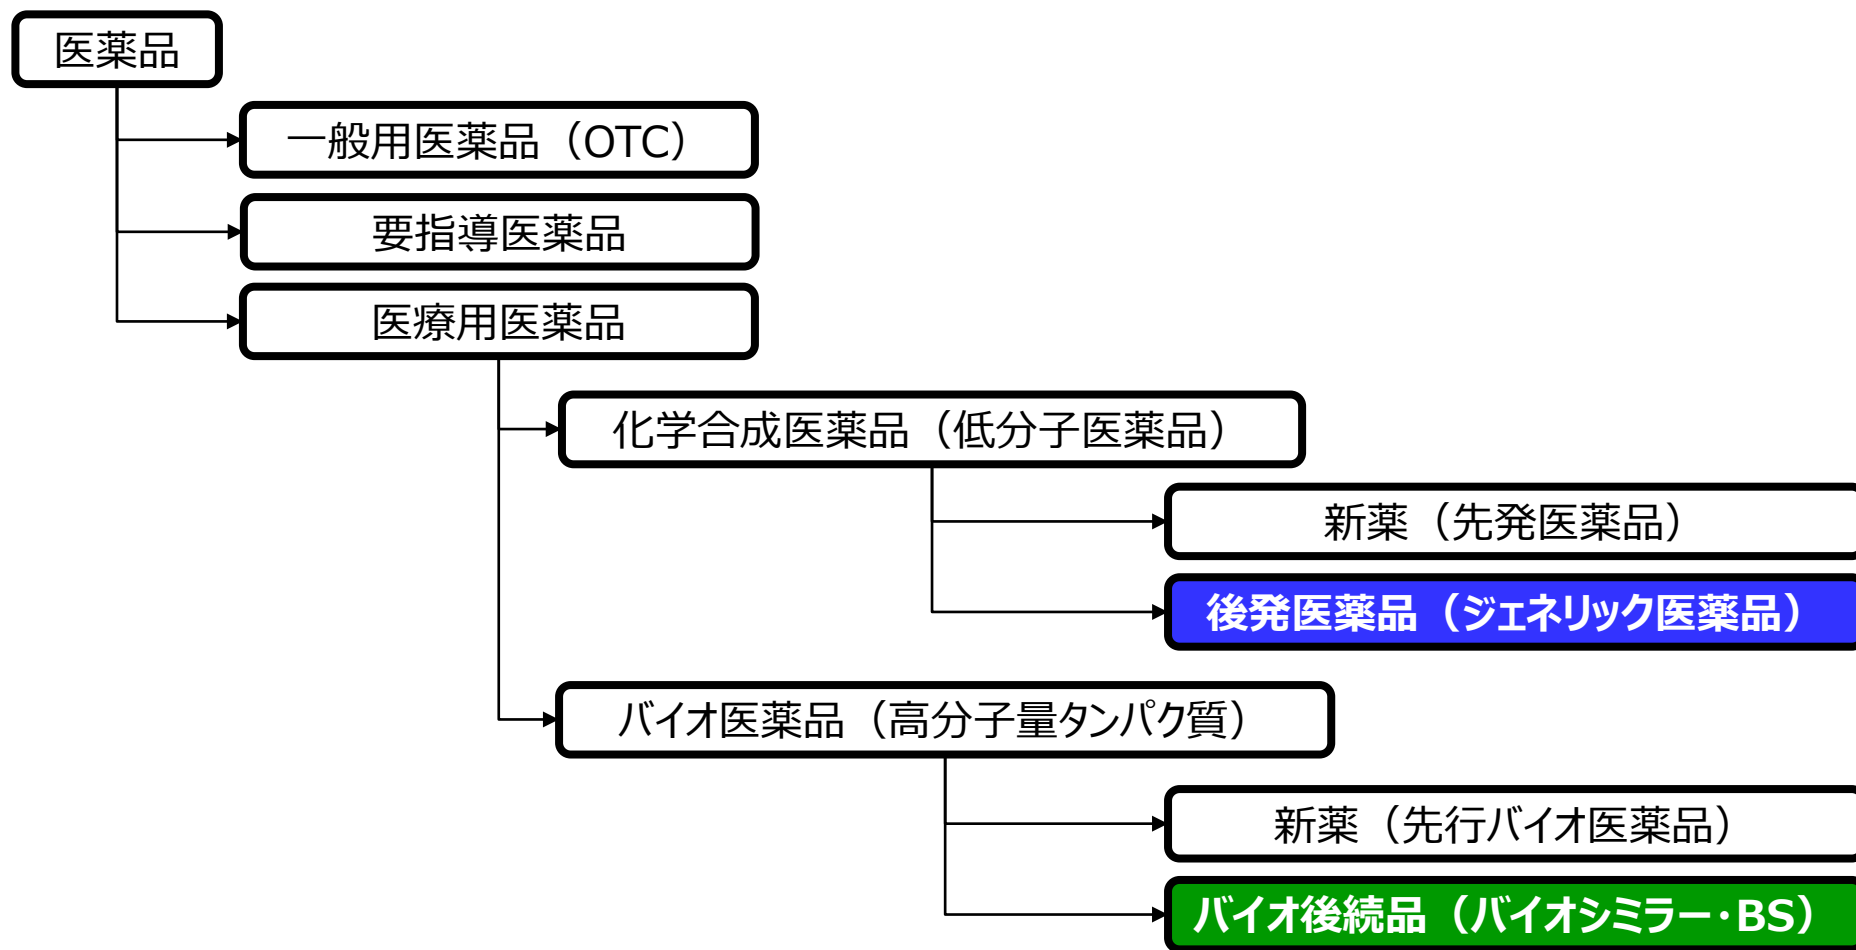 医薬品
一般用医薬品（OTC）
要指導医薬品
医療用医薬品
化学合成医薬品（低分子医薬品）
新薬（先発医薬品）
後発医薬品（ジェネリック医薬品）
バイオ医薬品（高分子量タンパク質）
新薬（先行バイオ医薬品）
バイオ後続品（バイオシミラー・BS）